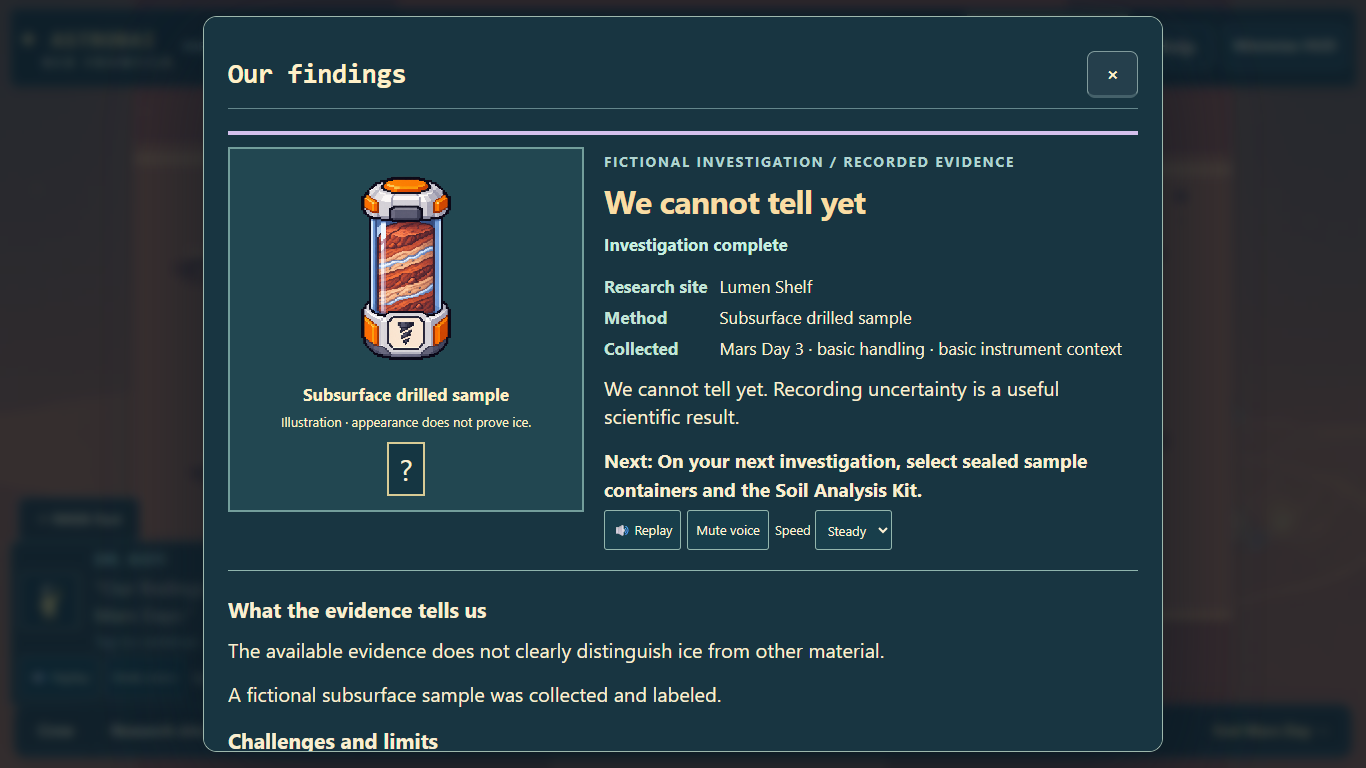 Our findings
×
FICTIONAL INVESTIGATION / RECORDED EVIDENCE
We cannot tell yet
Investigation complete
Research site Lumen Shelf
Method Subsurface drilled sample
Collected Mars Day 3 · basic handling · basic instrument context
We cannot tell yet. Recording uncertainty is a useful
scientific result.
Next: On your next investigation, select sealed sample
containers and the Soil Analysis Kit.
Replay Mute voice Speed Steady
Subsurface drilled sample
Illustration · appearance does not prove ice.
?
What the evidence tells us
The available evidence does not clearly distinguish ice from other material.
A fictional subsurface sample was collected and labeled.
Challenges and limits